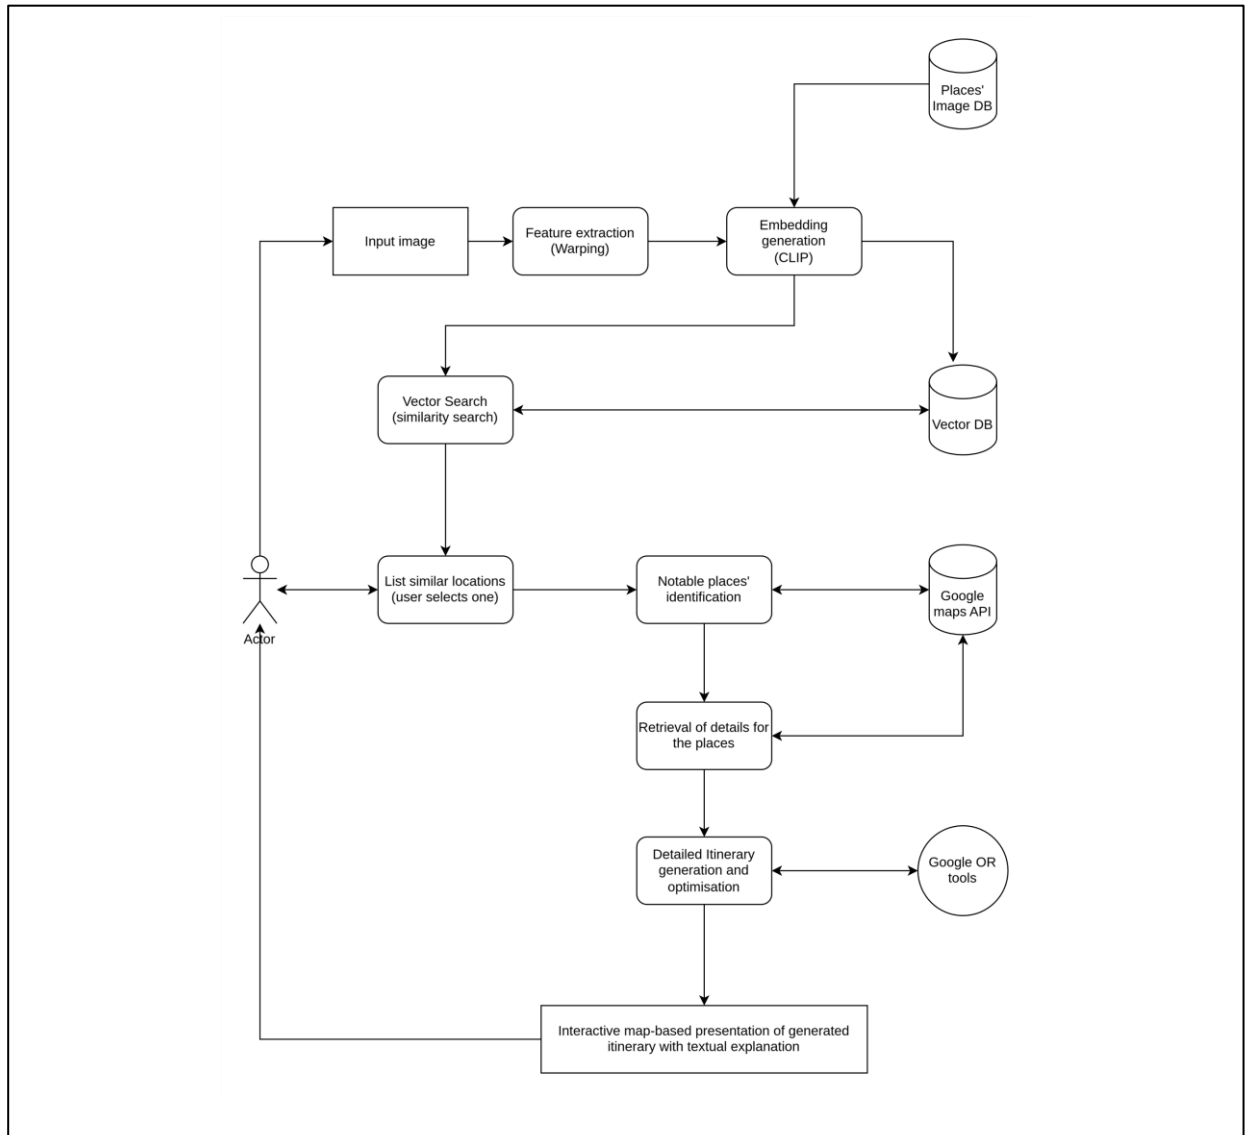 Places'
Image DB
Input image
Feature extraction
(Warping)
Embedding
generation
(CLIP)
Vector Search
(similarity search)
Vector DB
Actor
List similar locations
(user selects one)
Notable places'
identification
Google
maps API
Retrieval of details for
the places
Detailed Itinerary
generation and
optimisation
Google OR
tools
Interactive map-based presentation of generated
itinerary with textual explanation